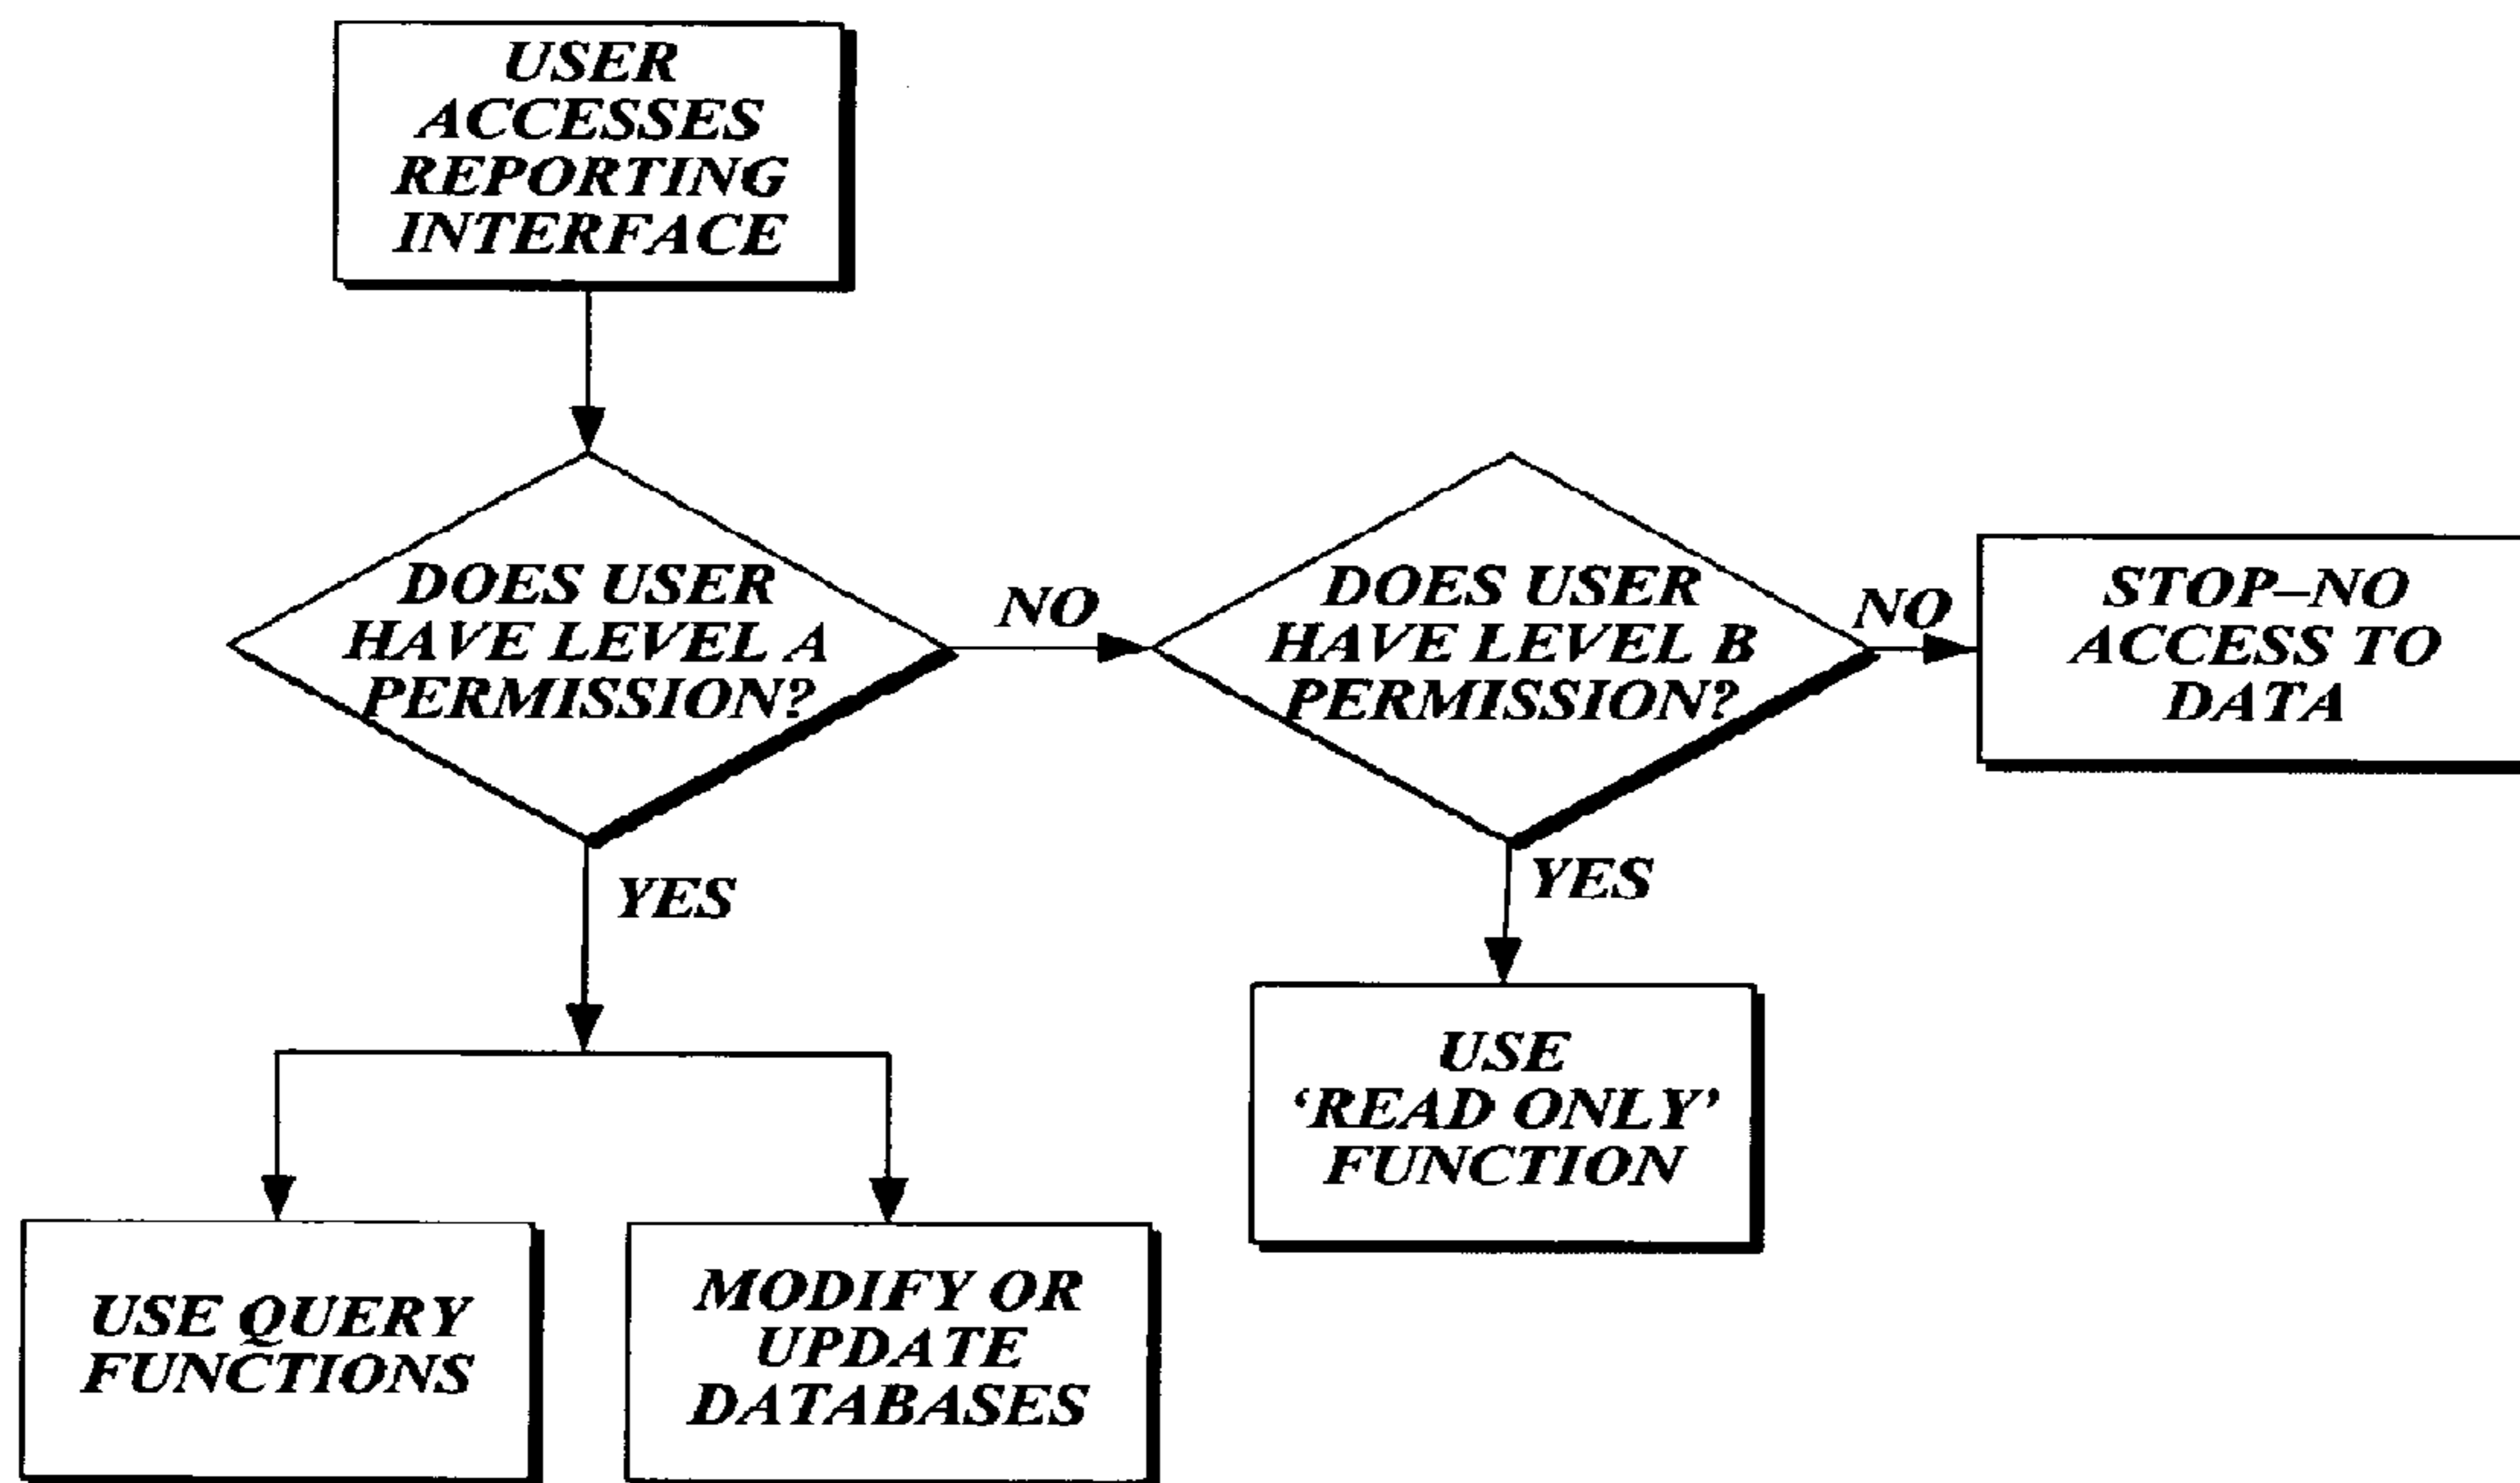 USER
ACCESSES
REPORTING
INTERFACE
DOES USER
HAVE LEVEL A
PERMISSION?
NO
DOES USER
HAVE LEVEL B
PERMISSION?
NO
STOP–NO
ACCESS TO
DATA
YES
YES
USE
‘READ ONLY’
FUNCTION
USE QUERY
FUNCTIONS
MODIFY OR
UPDATE
DATABASES